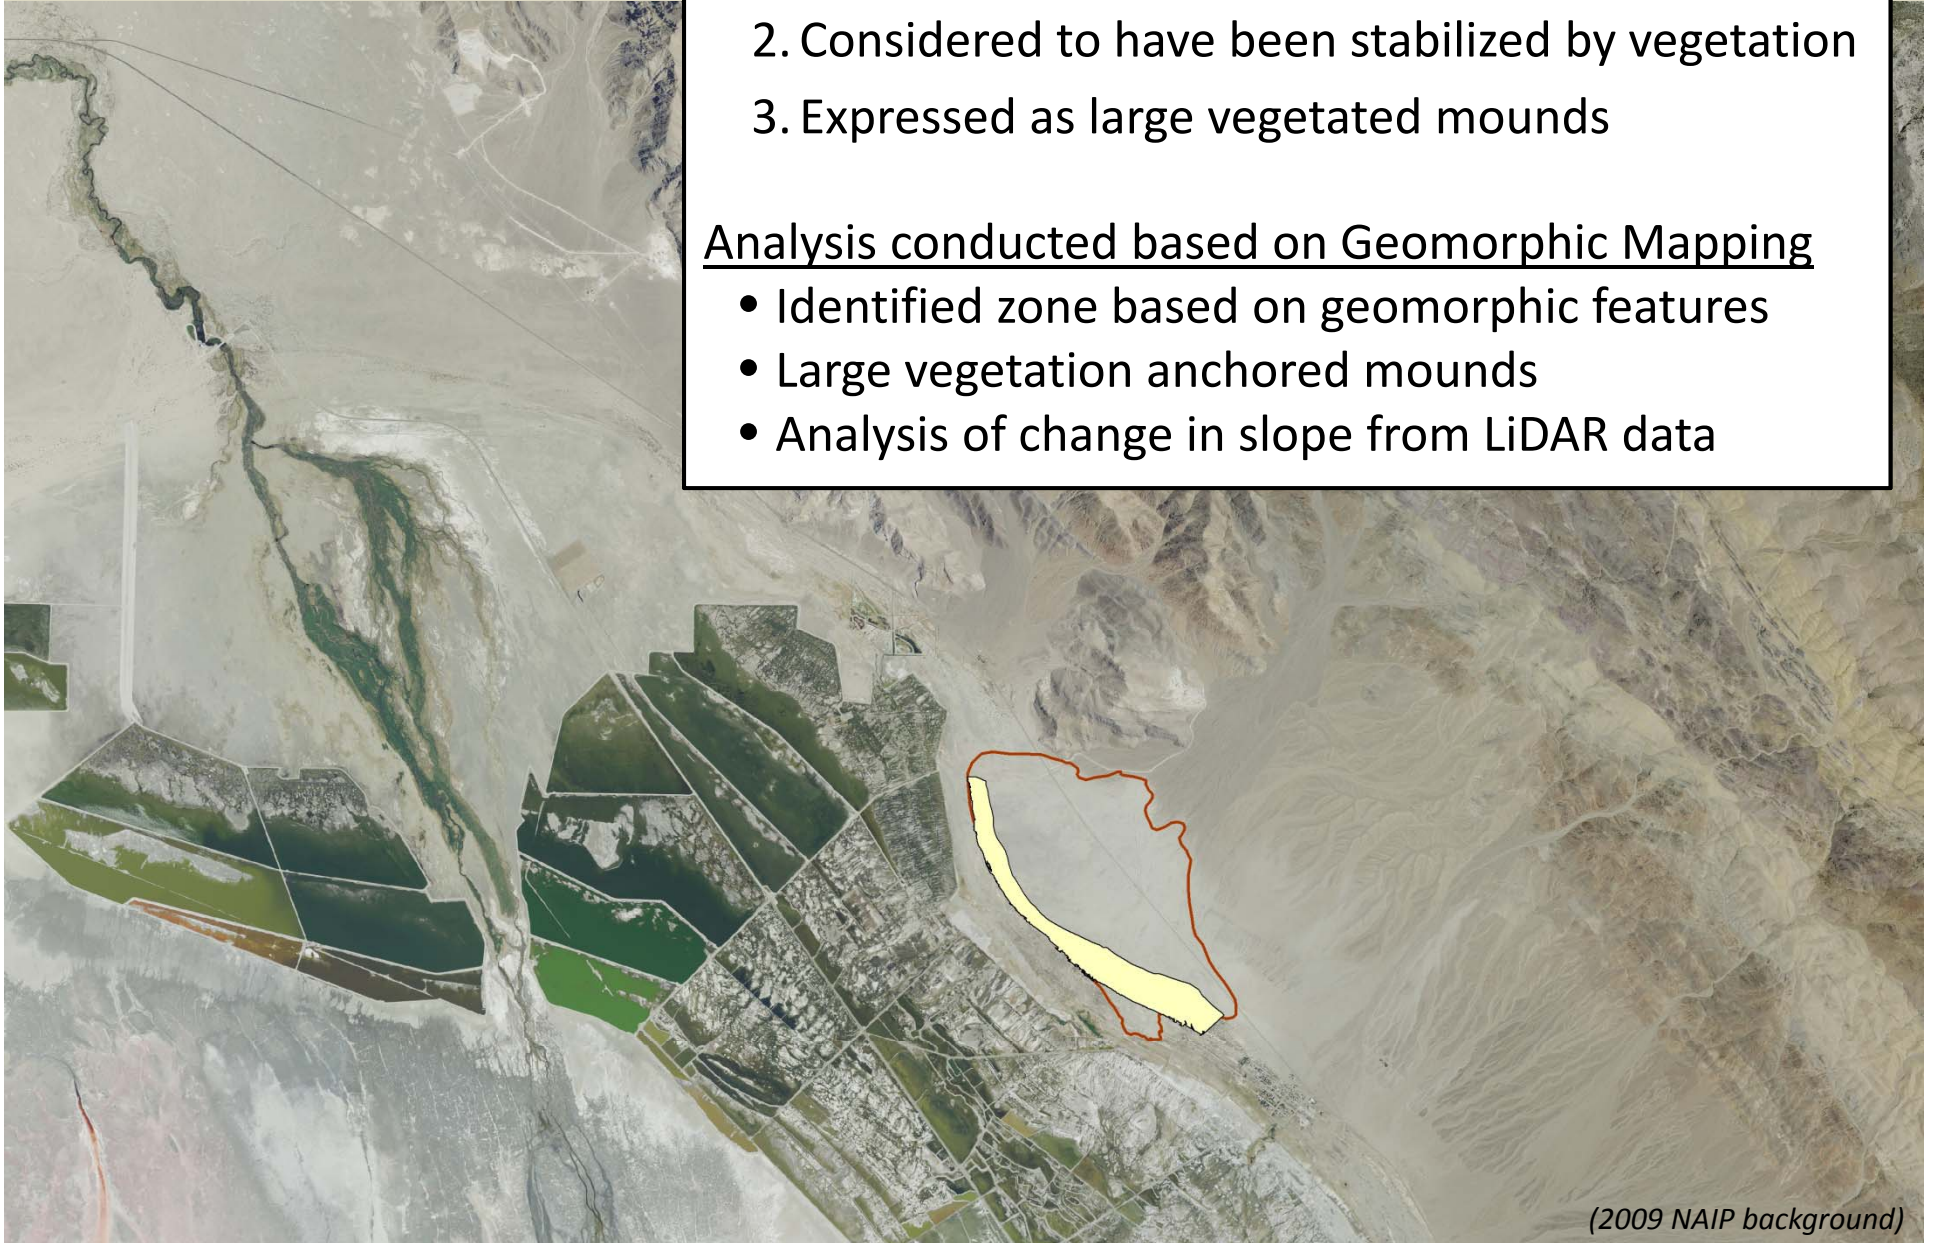 2. Considered to have been stabilized by vegetation
3. Expressed as large vegetated mounds
Analysis conducted based on Geomorphic Mapping
• Identified zone based on geomorphic features
• Large vegetation anchored mounds
• Analysis of change in slope from LiDAR data
(2009 NAIP background)